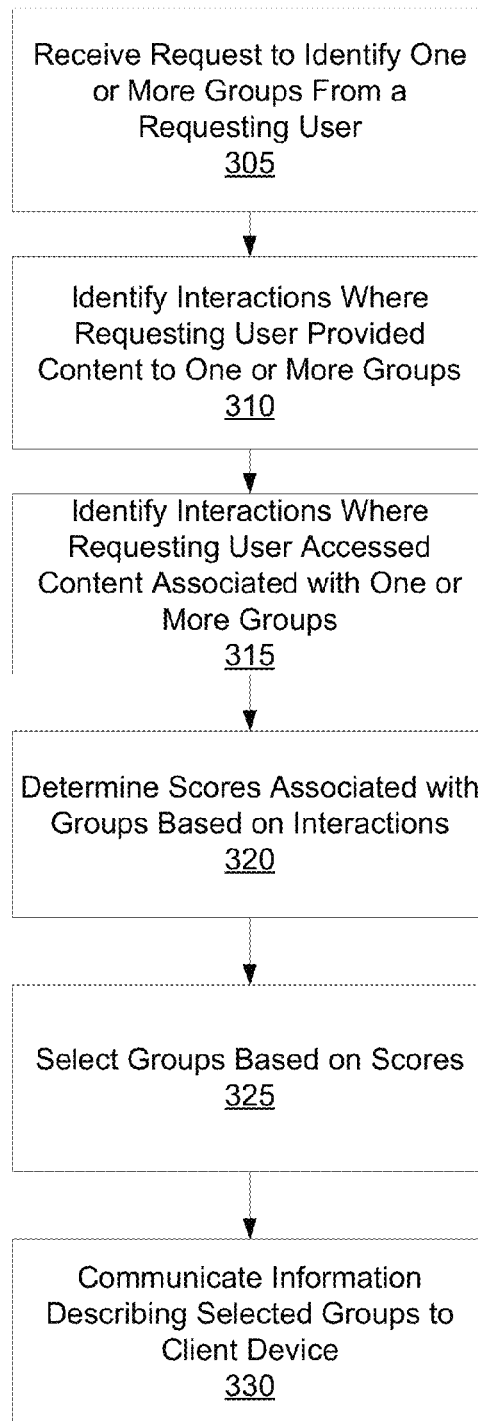 Receive Request to Identify One
or More Groups From a
Requesting User
305
Identify Interactions Where
Requesting User Provided
Content to One or More Groups
310
Identify Interactions Where
Requesting User Accessed
Content Associated with One or
More Groups
315
Determine Scores Associated with
Groups Based on Interactions
320
Select Groups Based on Scores
325
Communicate Information
Describing Selected Groups to
Client Device
330